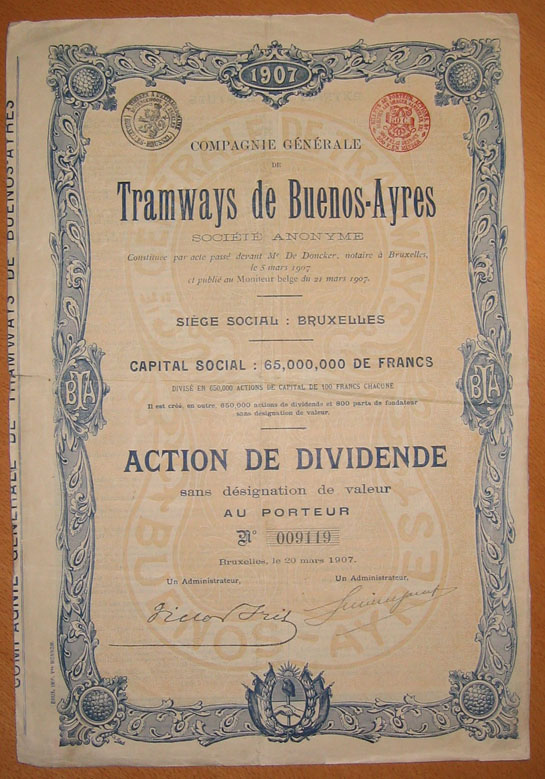 1907
COMPAGNIE GÉNÉRALE
DE
Tramways de Buenos-Ayres
SOCIÉTÉ ANONYME
Constituée par acte passé devant Me De Doncker, notaire à Bruxelles,
le 5 mars 1907
et publié au Moniteur belge du 21 mars 1907.
SIÈGE SOCIAL : BRUXELLES
CAPITAL SOCIAL : 65,000,000 DE FRANCS
DIVISÉ EN 650,000 ACTIONS DE CAPITAL DE 100 FRANCS CHACUNE
Il est créé, en outre, 650,000 actions de dividende et 800 parts de fondateur
sans désignation de valeur.
BTA
BTA
ACTION DE DIVIDENDE
sans désignation de valeur
AU PORTEUR
No 009119
Bruxelles, le 20 mars 1907.
Un Administrateur,
Un Administrateur,
COMPAGNIE GÉNÉRALE DE TRAMWAYS DE BUENOS-AYRES
BUENOS-AYRES